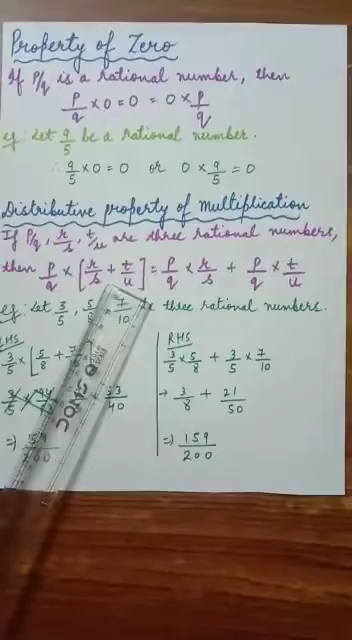 Property of Zero
If P/q is a rational number, then
p/q × 0 = 0 = 0 × p/q
eg: Let 9/5 be a rational number.
∴ 9/5 × 0 = 0 or 0 × 9/5 = 0
Distributive property of multiplication
If P/q, r/s, t/u are three rational numbers,
then p/q × [r/s + t/u] = p/q × r/s + p/q × t/u
eg: Let 3/5, 5/8 7/10 three rational numbers.
RHS
3/5 × [5/8 + 7/
33/40
⇒ 159/200
RHS
3/5 × 5/8 + 3/5 × 7/10
→ 3/8 + 21/50
⇒ 159/200